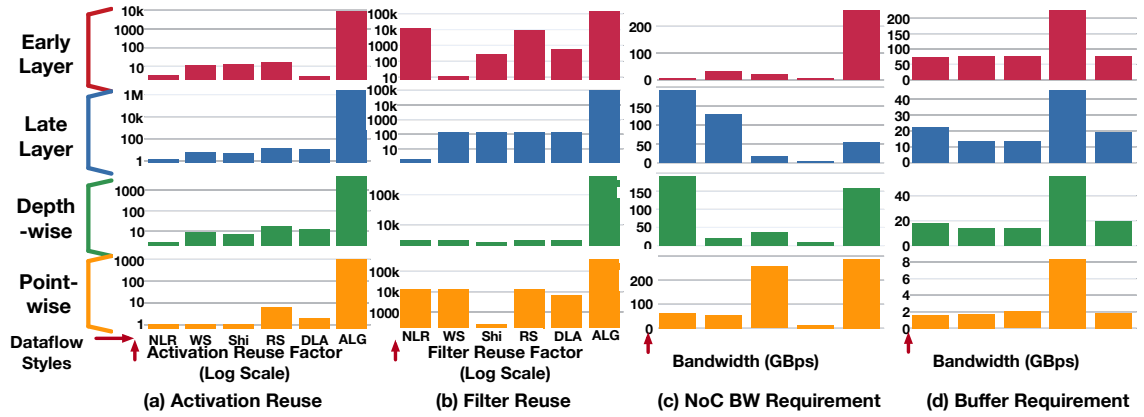 Early
Layer
10k
1000
100
10
100k
10k
1000
100
10
200
100
0
200
150
100
50
0
Late
Layer
1M
10k
100
1
100k
10k
1000
100
10
150
100
50
0
40
30
20
10
0
Depth
-wise
1000
100
10
1
100k
10k
1k
150
100
50
0
40
20
0
Point-
wise
1000
100
10
1
100k
10k
1000
200
100
0
8
6
4
2
0
Dataflow
Styles
NLR WS Shi RS DLA ALG
NLR WS Shi RS DLA ALG
Activation Reuse Factor
(Log Scale)
Filter Reuse Factor
(Log Scale)
Bandwidth (GBps)
Bandwidth (GBps)
(a) Activation Reuse
(b) Filter Reuse
(c) NoC BW Requirement
(d) Buffer Requirement